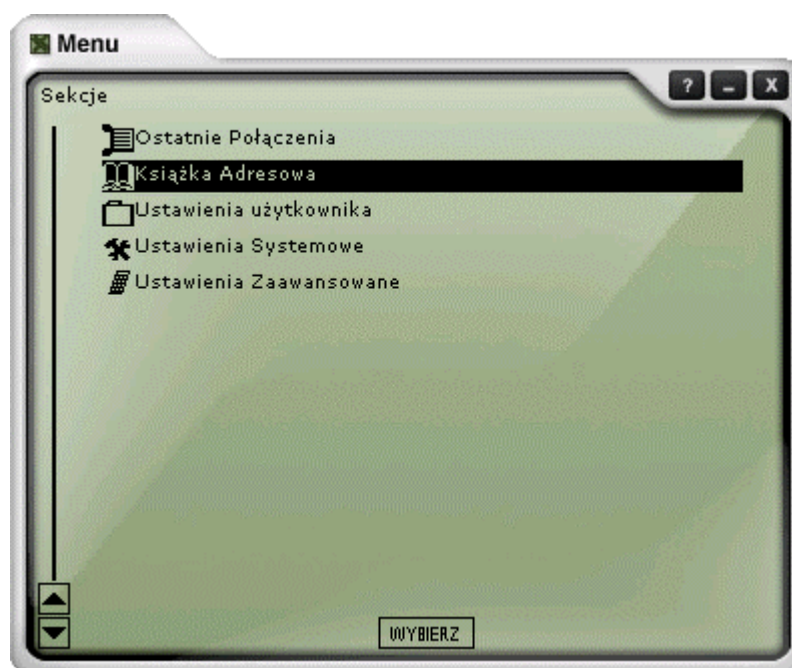 Menu
? - X
Sekcje
Ostatnie Połączenia
Książka Adresowa
Ustawienia użytkownika
Ustawienia Systemowe
Ustawienia Zaawansowane
WYBIERZ